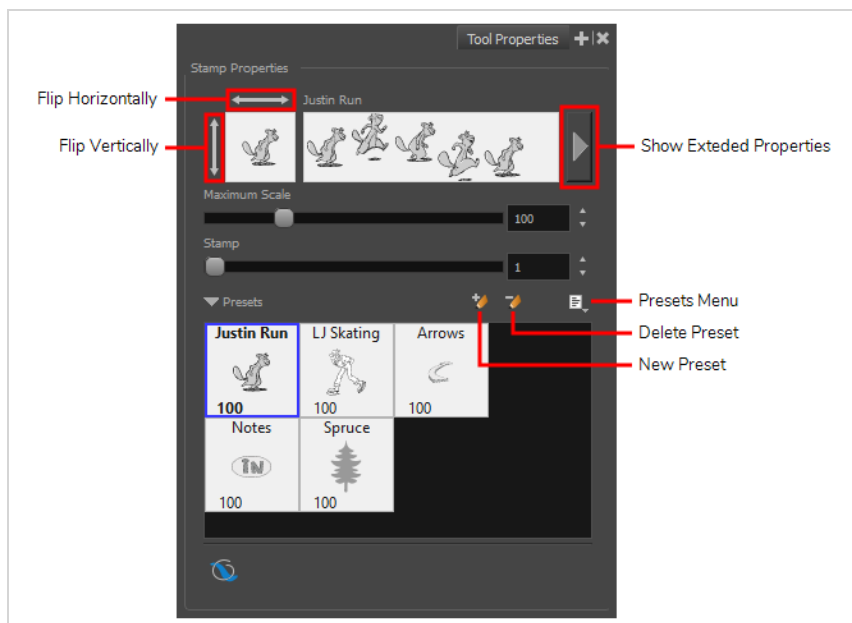 Tool Properties
Stamp Properties
Flip Horizontally
Justin Run
Flip Vertically
Show Exteded Properties
Maximum Scale
100
Stamp
1
Presets
Presets Menu
Delete Preset
New Preset
Justin Run
LJ Skating
Arrows
100
100
100
Notes
Spruce
IN
100
100